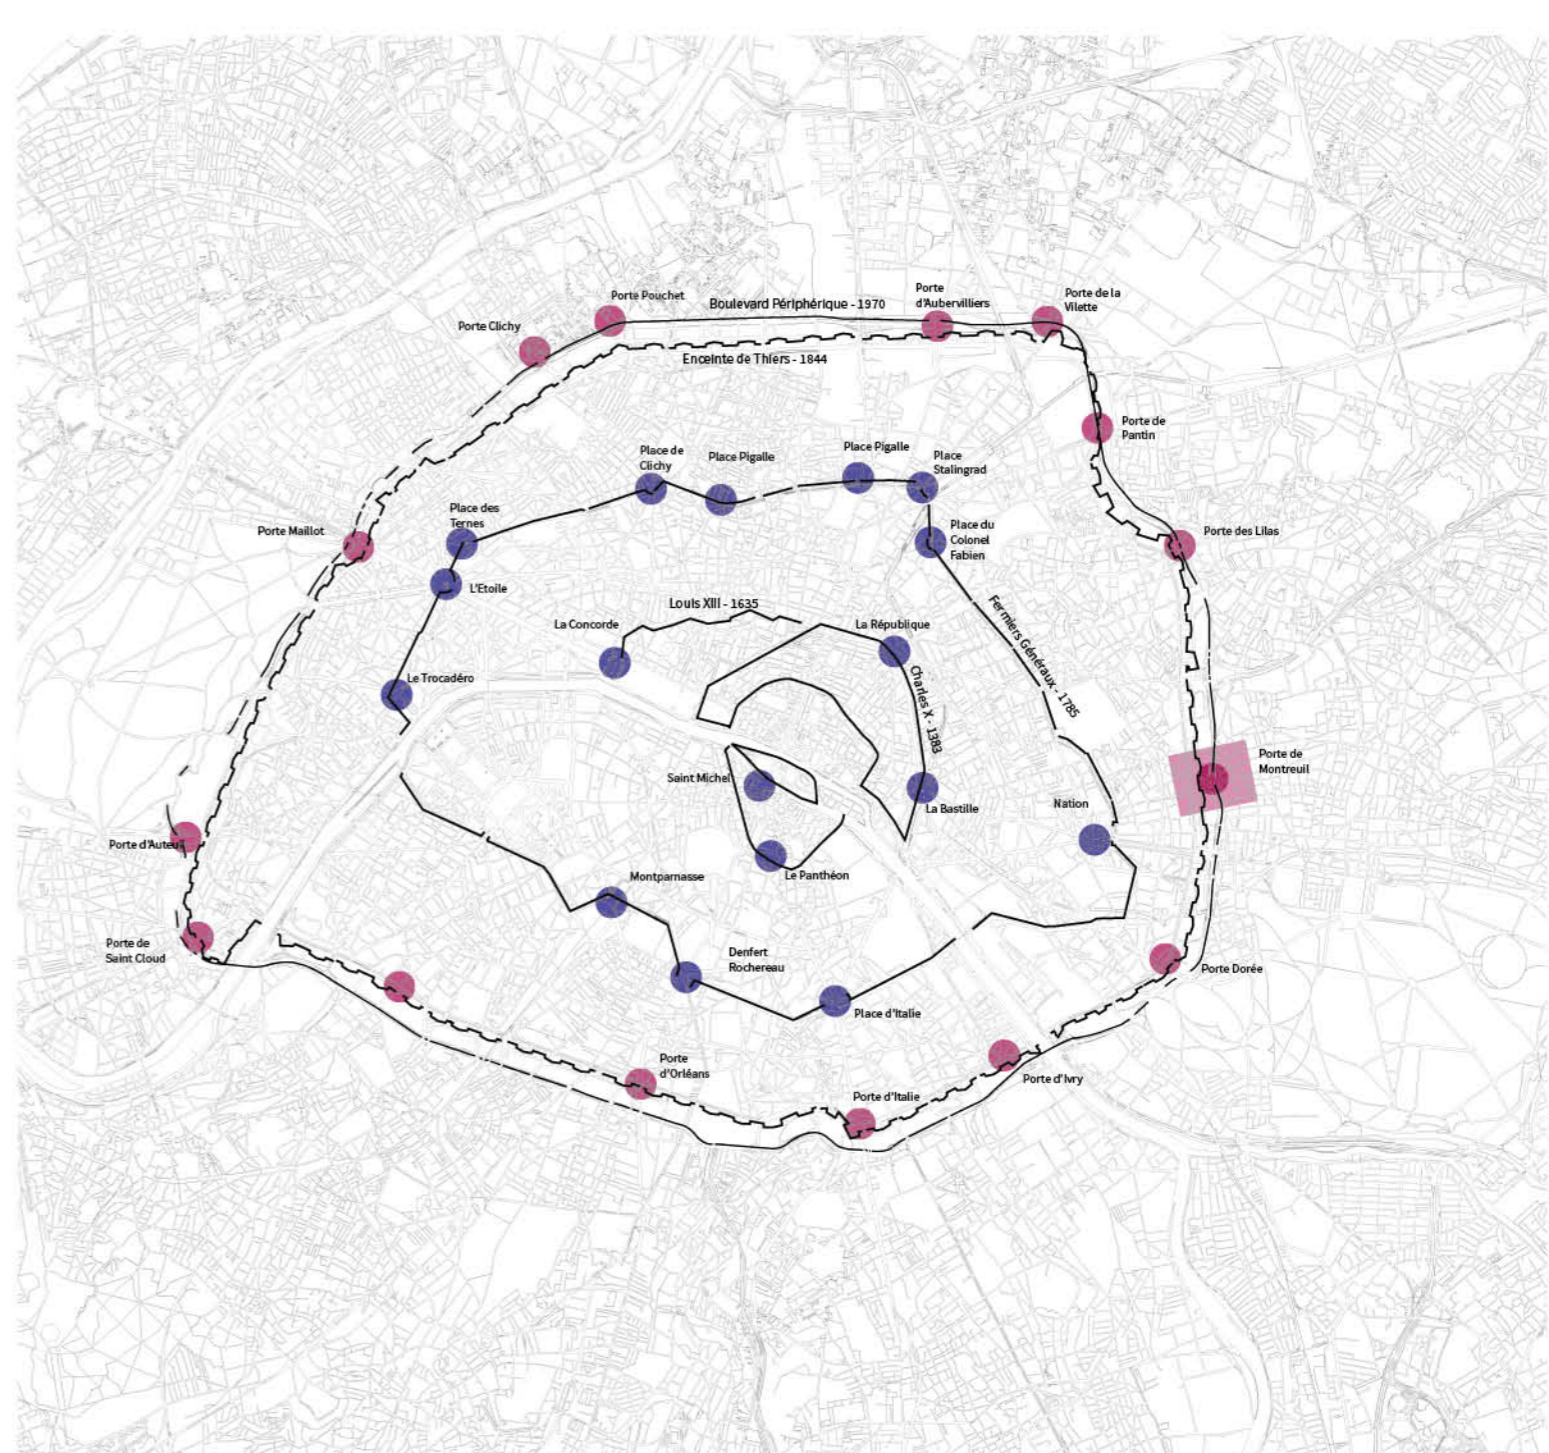 Porte Pouchet
Boulevard Périphérique - 1970
Porte
d'Aubervilliers
Porte de la
Vilette
Porte Clichy
Enceinte de Thiers - 1844
Porte de
Pantin
Place de
Clichy
Place Pigalle
Place Pigalle
Place
Stalingrad
Place des
Ternes
Porte Maillot
Place du
Colonel
Fabien
Porte des Lilas
L'Etoile
Louis XIII - 1635
La Concorde
La République
Fermiers Généraux - 1785
Le Trocadéro
Charles X - 1383
Saint Michel
Porte de
Montreuil
La Bastille
Nation
Porte d'Auteu
Montparnasse
Le Panthéon
Porte de
Saint Cloud
Denfert
Rochereau
Porte Dorée
Place d'Italie
Porte
d'Orléans
Porte d'Ivry
Porte d'Italie